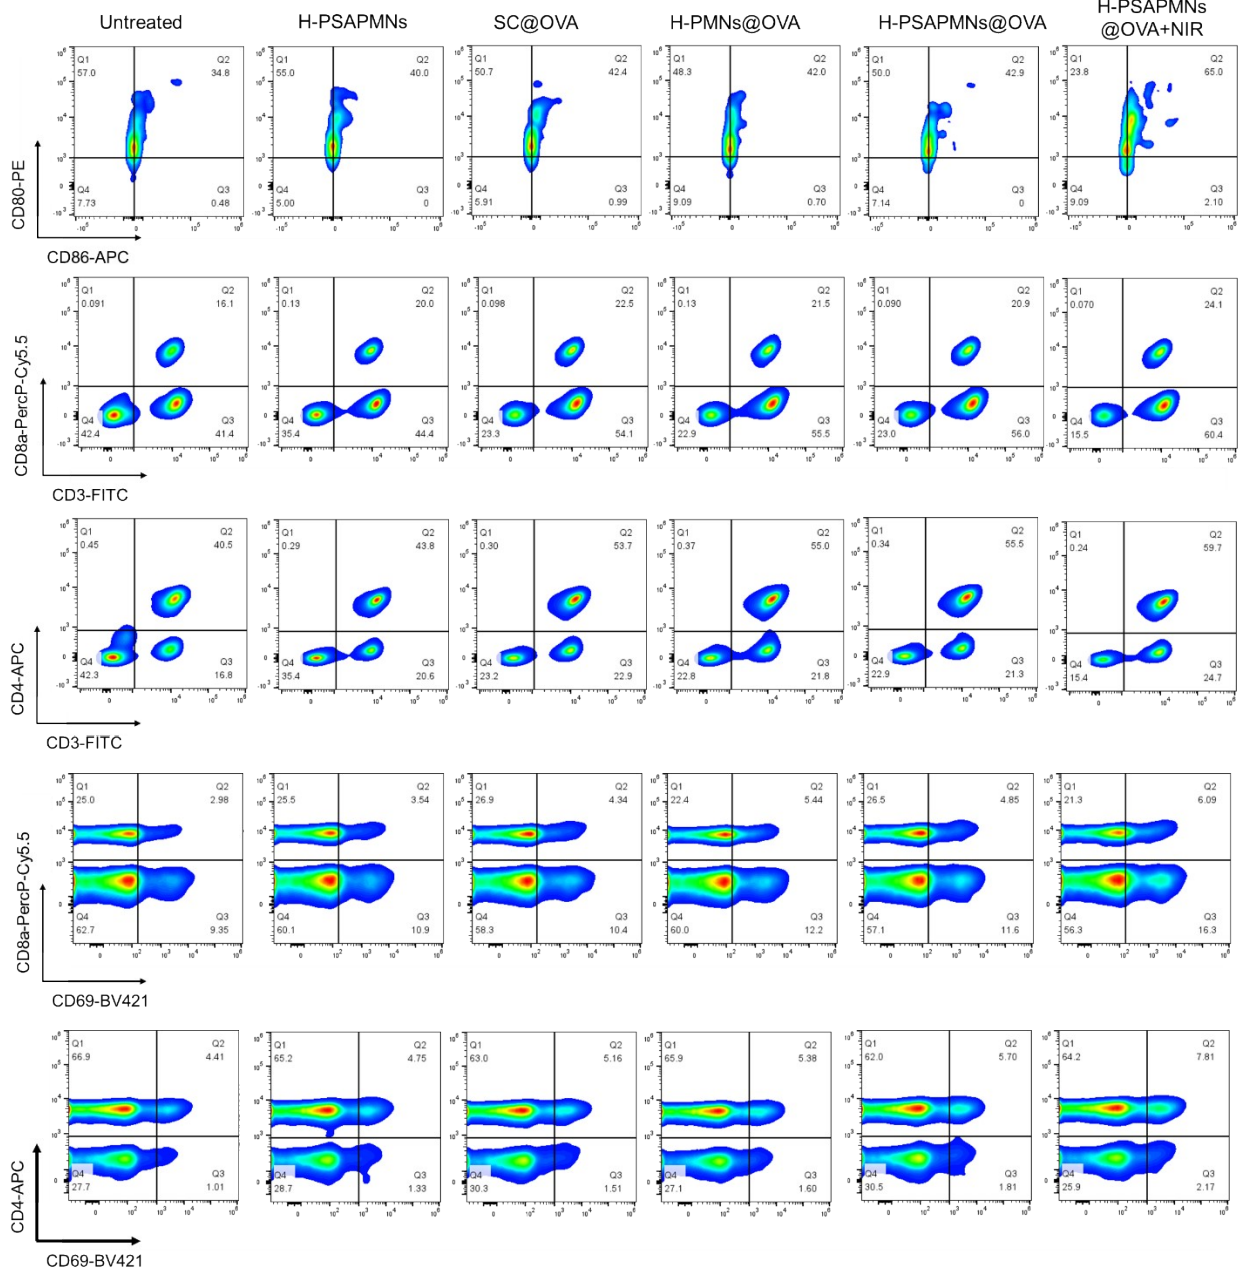 Untreated H-PSAPMNs SC@OVA H-PMNs@OVA H-PSAPMNs@OVA H-PSAPMNs
@OVA+NIR
Q1 Q2 Q1 Q2 Q1 Q2 Q1 Q2 Q1 Q2 Q1 Q2
57.0 34.8 55.0 40.0 50.7 42.4 48.3 42.0 50.0 42.9 23.8 65.0
Q4 Q3 Q4 Q3 Q4 Q3 Q4 Q3 Q4 Q3 Q4 Q3
7.73 0.48 5.00 0 5.91 0.99 9.09 0.70 7.14 0 9.09 2.10
CD80-PE
CD86-APC
Q1 Q2 Q1 Q2 Q1 Q2 Q1 Q2 Q1 Q2 Q1 Q2
0.091 16.1 0.13 20.0 0.098 22.5 0.13 21.5 0.090 20.9 0.070 24.1
Q4 Q3 Q4 Q3 Q4 Q3 Q4 Q3 Q4 Q3 Q4 Q3
42.4 41.4 35.4 44.4 23.3 54.1 22.9 55.5 23.0 56.0 15.5 60.4
CD8a-PercP-Cy5.5
CD3-FITC
Q1 Q2 Q1 Q2 Q1 Q2 Q1 Q2 Q1 Q2 Q1 Q2
0.45 40.5 0.29 43.8 0.30 53.7 0.37 55.0 0.34 55.5 0.24 59.7
Q4 Q3 Q4 Q3 Q4 Q3 Q4 Q3 Q4 Q3 Q4 Q3
42.3 16.8 35.4 20.6 23.2 22.9 22.8 21.8 22.9 21.3 15.4 24.7
CD4-APC
CD3-FITC
Q1 Q2 Q1 Q2 Q1 Q2 Q1 Q2 Q1 Q2 Q1 Q2
25.0 2.98 25.5 3.54 26.9 4.34 22.4 5.44 26.5 4.85 21.3 6.09
Q4 Q3 Q4 Q3 Q4 Q3 Q4 Q3 Q4 Q3 Q4 Q3
62.7 9.35 60.1 10.9 58.3 10.4 60.0 12.2 57.1 11.6 56.3 16.3
CD8a-PercP-Cy5.5
CD69-BV421
Q1 Q2 Q1 Q2 Q1 Q2 Q1 Q2 Q1 Q2 Q1 Q2
66.9 4.41 65.2 4.75 63.0 5.16 65.9 5.38 62.0 5.70 64.2 7.81
Q4 Q3 Q4 Q3 Q4 Q3 Q4 Q3 Q4 Q3 Q4 Q3
27.7 1.01 28.7 1.33 30.3 1.51 27.1 1.60 30.5 1.81 25.9 2.17
CD4-APC
CD69-BV421